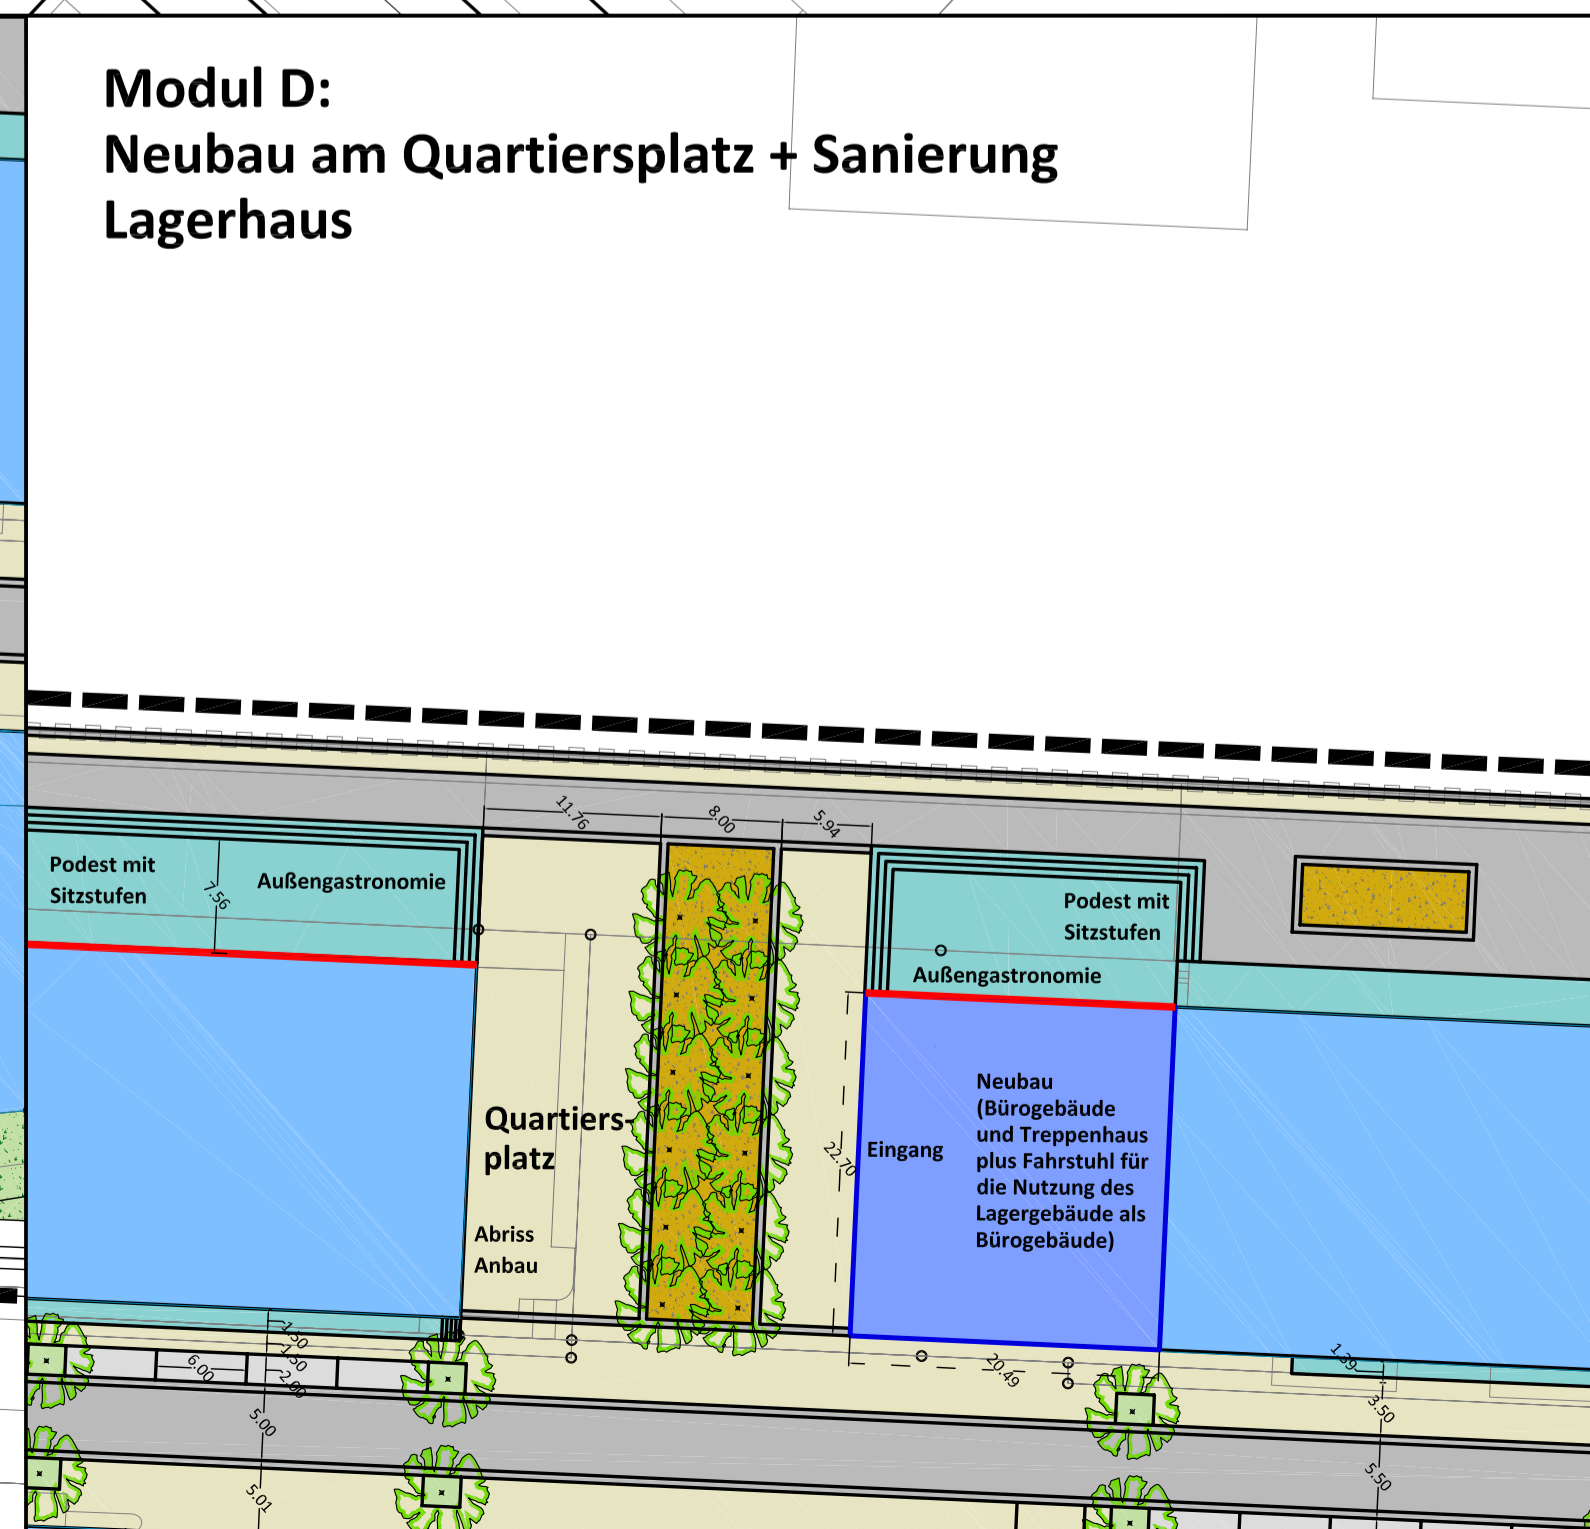 Modul D:
Neubau am Quartiersplatz + Sanierung
Lagerhaus
11.76
8.00
5.94
Podest mit
Sitzstufen
7.56
Außengastronomie
Podest mit
Sitzstufen
Außengastronomie
Quartiers-
platz
Abriss
Anbau
22.70
Eingang
Neubau
(Bürogebäude
und Treppenhaus
plus Fahrstuhl für
die Nutzung des
Lagergebäude als
Bürogebäude)
1.50
1.50
2.00
6.00
5.00
5.01
20.49
1.39
3.50
5.50